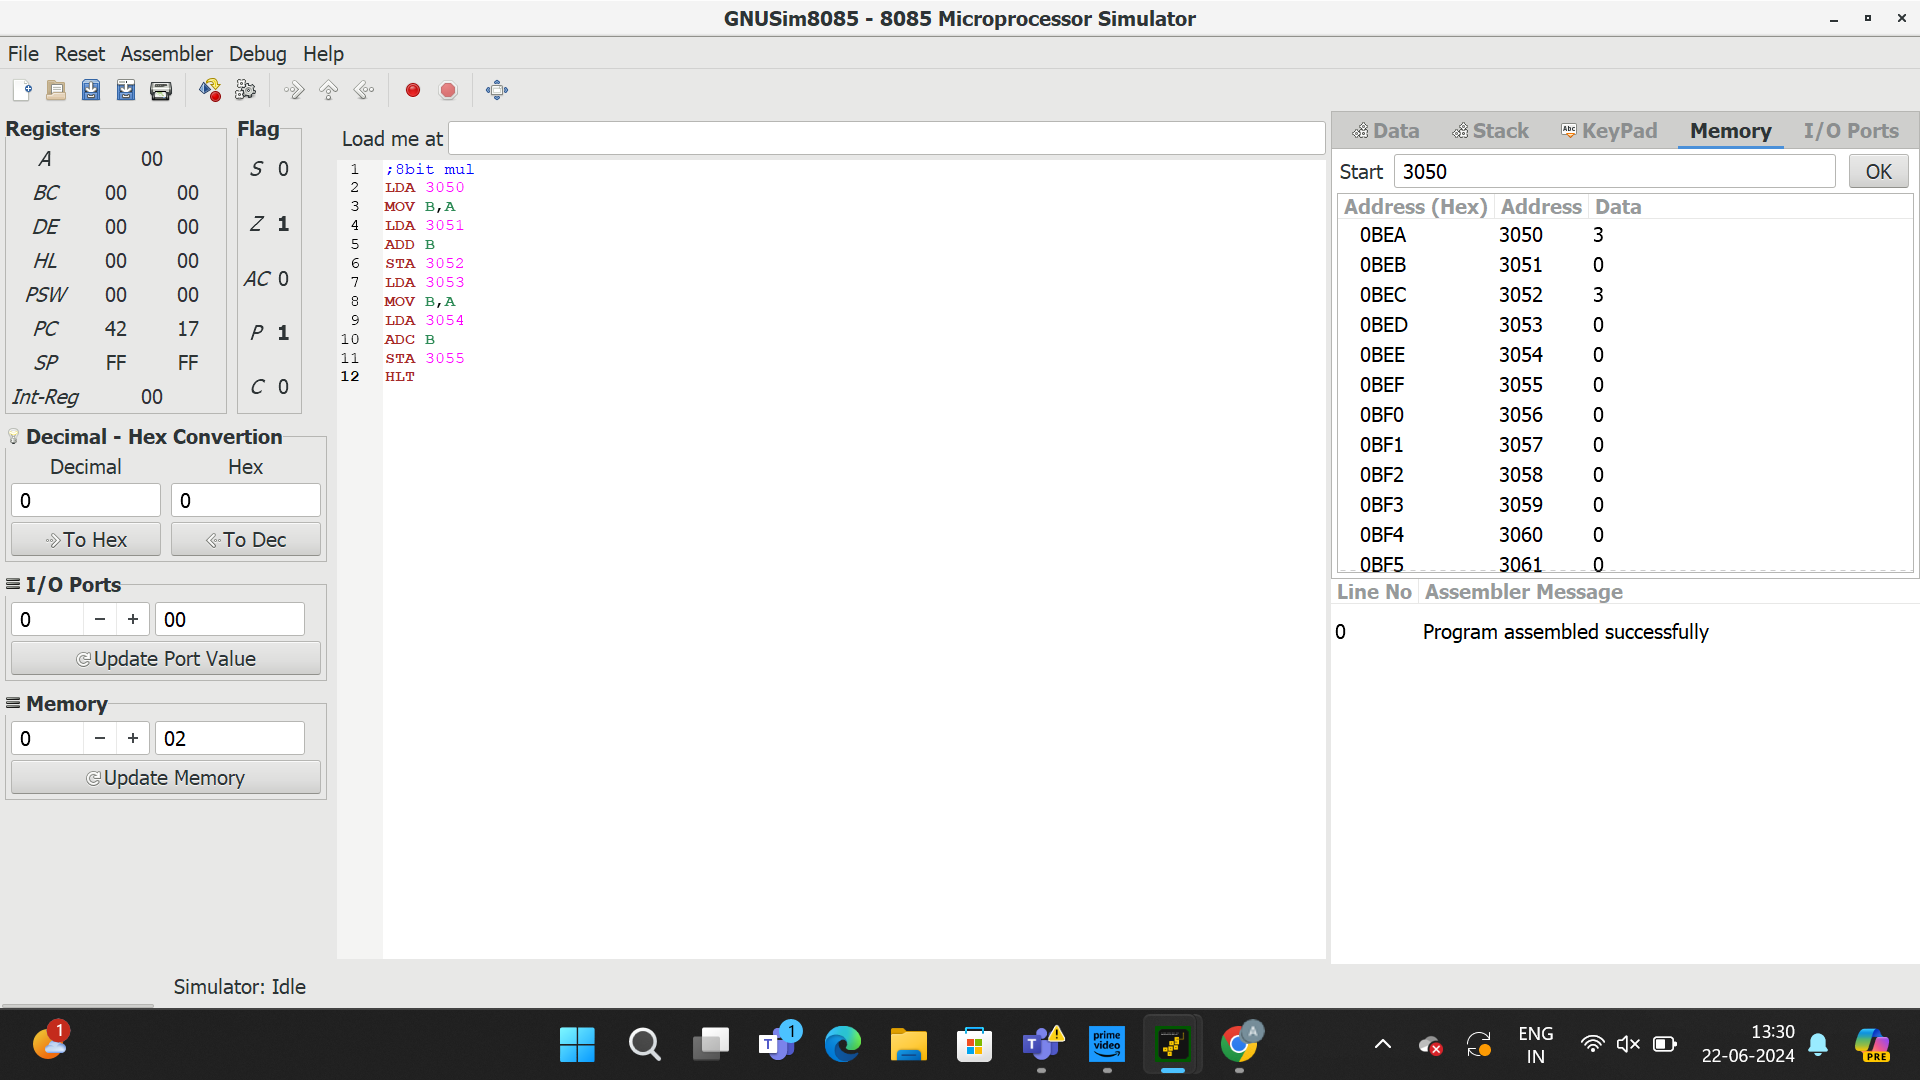 GNUSim8085 - 8085 Microprocessor Simulator
File Reset Assembler Debug Help
Registers
A 00
BC 00 00
DE 00 00
HL 00 00
PSW 00 00
PC 42 17
SP FF FF
Int-Reg 00
Flag
S 0
Z 1
AC 0
P 1
C 0
Decimal - Hex Convertion
Decimal Hex
0 0
To Hex To Dec
I/O Ports
0 − + 00
Update Port Value
Memory
0 − + 02
Update Memory
Load me at
1 ;8bit mul
2 LDA 3050
3 MOV B,A
4 LDA 3051
5 ADD B
6 STA 3052
7 LDA 3053
8 MOV B,A
9 LDA 3054
10 ADC B
11 STA 3055
12 HLT
Data Stack Abc KeyPad Memory I/O Ports
Start 3050 OK
Address (Hex) Address Data
0BEA 3050 3
0BEB 3051 0
0BEC 3052 3
0BED 3053 0
0BEE 3054 0
0BEF 3055 0
0BF0 3056 0
0BF1 3057 0
0BF2 3058 0
0BF3 3059 0
0BF4 3060 0
0BF5 3061 0
Line No Assembler Message
0 Program assembled successfully
Simulator: Idle
1
T 1
T
prime video
A
ENG
IN
13:30
22-06-2024
PRE